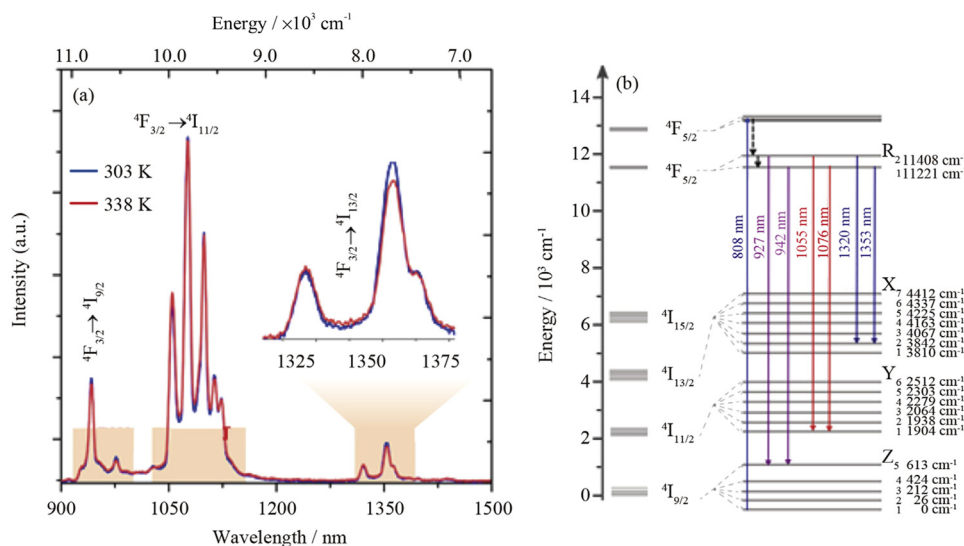 Energy / ×10³ cm⁻¹
11.0 10.0 9.0 8.0 7.0
(a)
⁴F₃/₂→⁴I₁₁/₂
303 K
338 K
⁴F₃/₂→⁴I₉/₂
⁴F₃/₂→⁴I₁₃/₂
1325 1350 1375
Intensity (a.u.)
900 1050 1200 1350 1500
Wavelength / nm
(b)
Energy / 10³ cm⁻¹
14
12
10
8
6
4
2
0
⁴F₅/₂
⁴F₅/₂
⁴I₁₅/₂
⁴I₁₃/₂
⁴I₁₁/₂
⁴I₉/₂
808 nm
927 nm
942 nm
1055 nm
1076 nm
1320 nm
1353 nm
R
2 11408 cm⁻
1 11221 cm⁻
X
7 4412 cm⁻¹
6 4337 cm⁻¹
5 4225 cm⁻¹
4 4163 cm⁻¹
3 4067 cm⁻¹
2 3842 cm⁻¹
1 3810 cm⁻¹
Y
6 2512 cm⁻¹
5 2303 cm⁻¹
4 2279 cm⁻¹
3 2064 cm⁻¹
2 1938 cm⁻¹
1 1904 cm⁻¹
Z
5 613 cm⁻¹
4 424 cm⁻¹
3 212 cm⁻¹
2 26 cm⁻¹
1 0 cm⁻¹